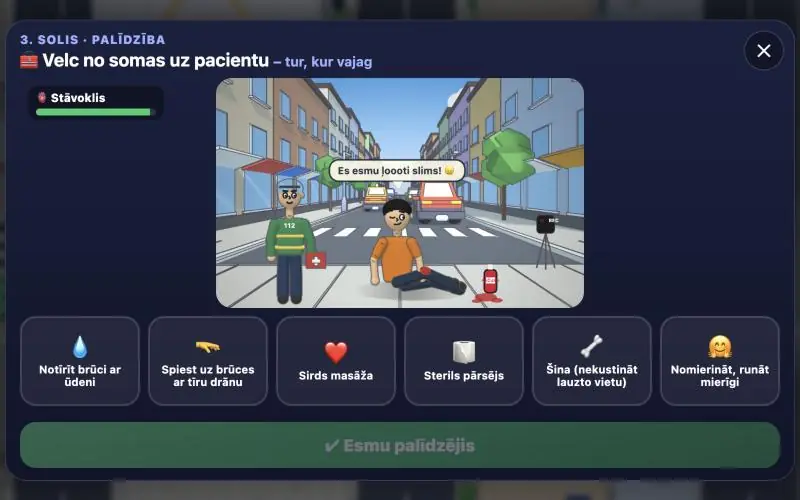 3. SOLIS · PALĪDZĪBA
Velc no somas uz pacientu – tur, kur vajag
Stāvoklis
Es esmu ļoooti slims!
112
REC
Notīrīt brūci ar
ūdeni
Spiest uz brūces
ar tīru drānu
Sirds masāža
Sterils pārsējs
Šina (nekustināt
lauzto vietu)
Nomierināt, runāt
mierīgi
✔ Esmu palīdzējis